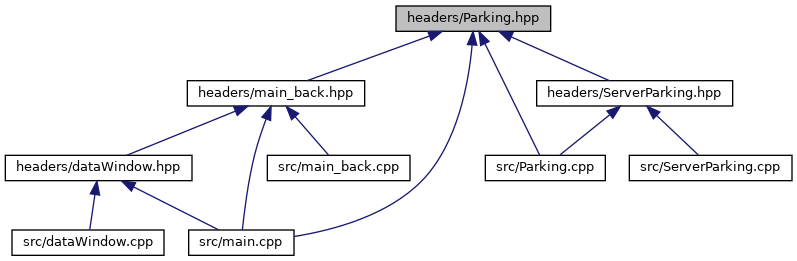 headers/Parking.hpp
headers/main_back.hpp
headers/ServerParking.hpp
headers/dataWindow.hpp
src/main_back.cpp
src/Parking.cpp
src/ServerParking.cpp
src/dataWindow.cpp
src/main.cpp